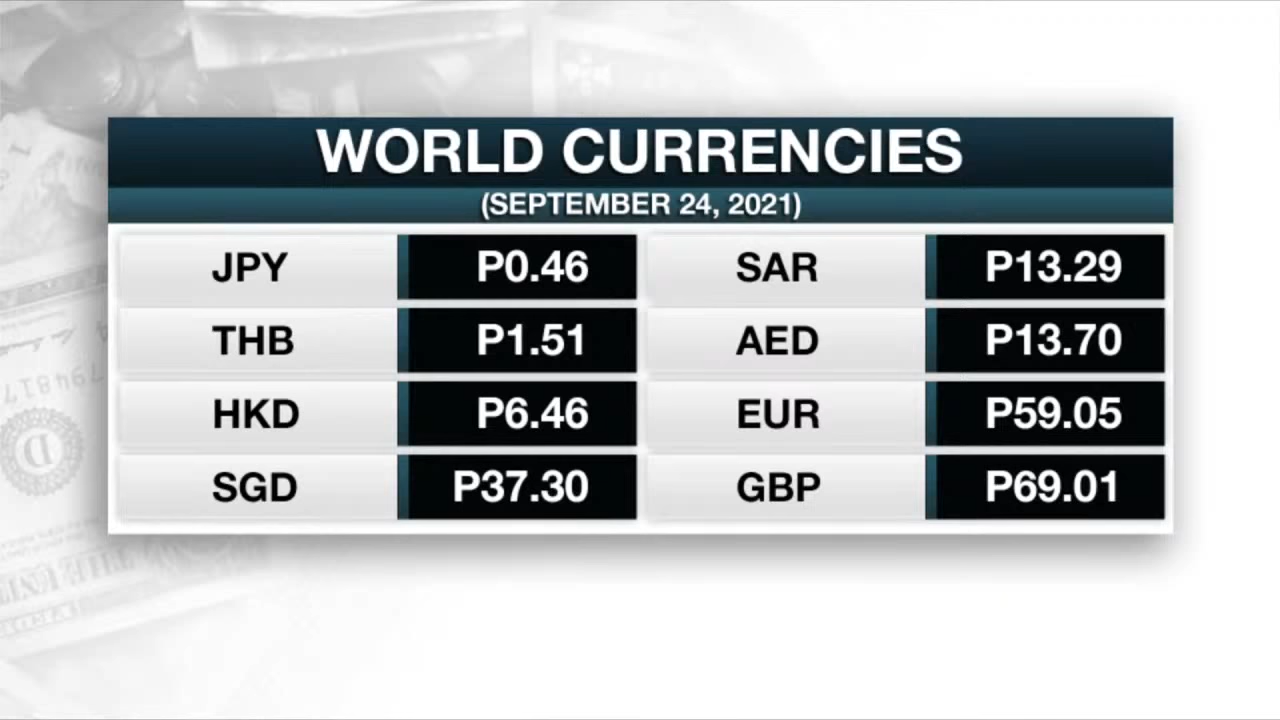 WORLD CURRENCIES
(SEPTEMBER 24, 2021)
JPY P0.46 SAR P13.29
THB P1.51 AED P13.70
HKD P6.46 EUR P59.05
SGD P37.30 GBP P69.01